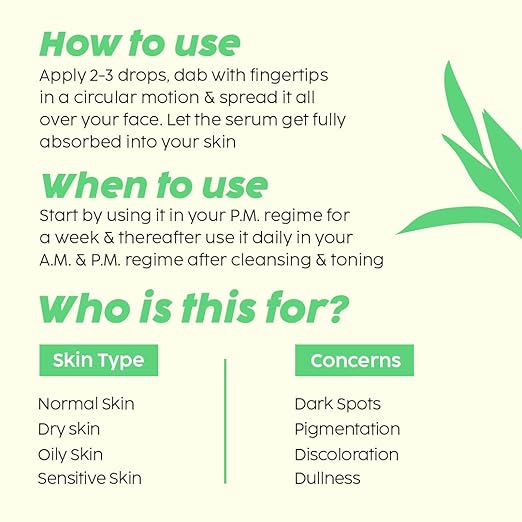 How to use
Apply 2-3 drops, dab with fingertips
in a circular motion & spread it all
over your face. Let the serum get fully
absorbed into your skin
When to use
Start by using it in your P.M. regime for
a week & thereafter use it daily in your
A.M. & P.M. regime after cleansing & toning
Who is this for?
Skin Type
Normal Skin
Dry skin
Oily Skin
Sensitive Skin
Concerns
Dark Spots
Pigmentation
Discoloration
Dullness